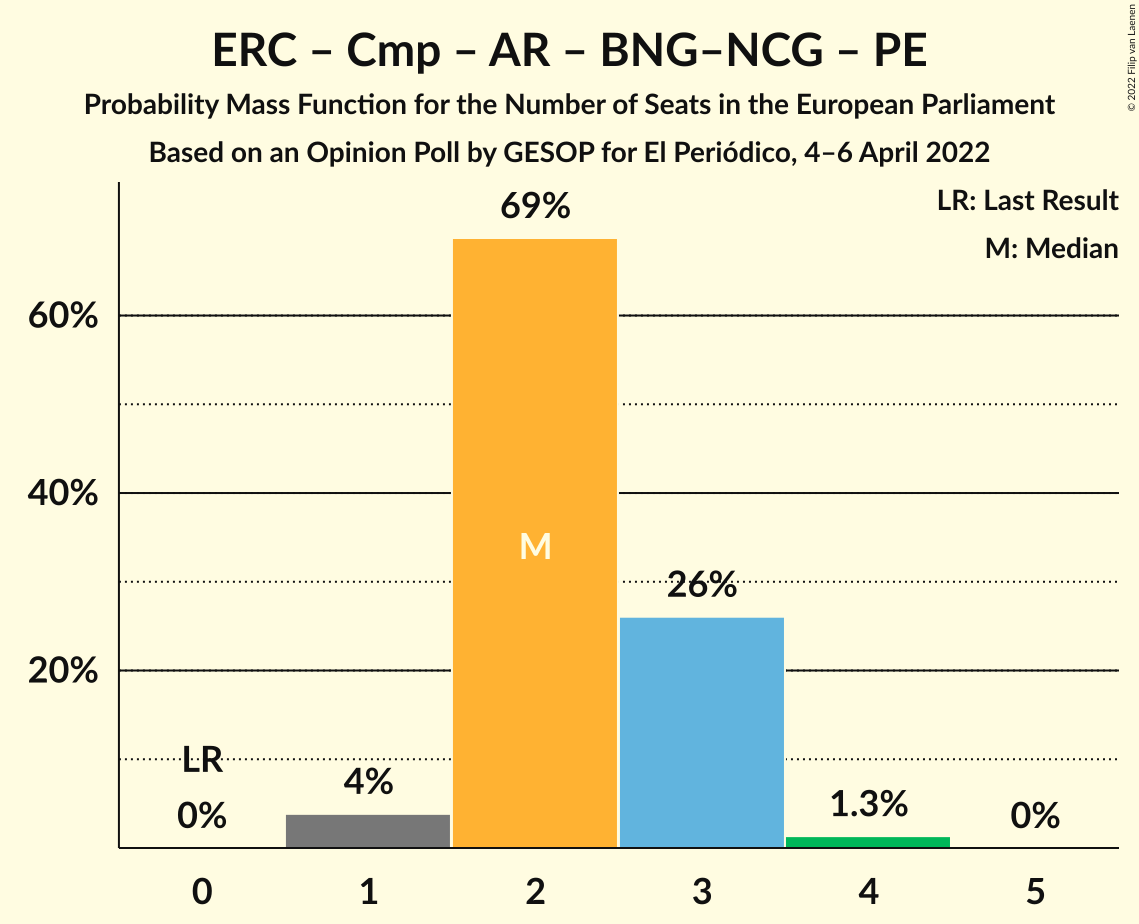 ERC – Cmp – AR – BNG–NCG – PE
Probability Mass Function for the Number of Seats in the European Parliament
Based on an Opinion Poll by GESOP for El Periódico, 4–6 April 2022
© 2022 Filip van Laenen
LR: Last Result
M: Median
69%
60%
40%
M
26%
20%
LR
0%
4%
1.3%
0%
0 1 2 3 4 5